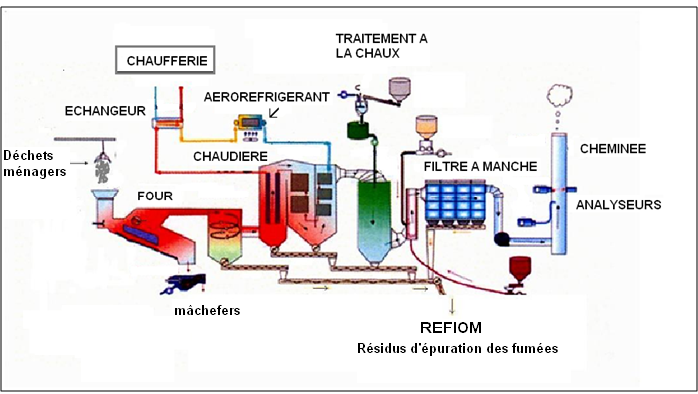 TRAITEMENT A
LA CHAUX
CHAUFFERIE
ECHANGEUR
AEROREFRIGERANT
C
Déchets
ménagers
CHAUDIERE
FILTRE A MANCHE
CHEMINEE
FOUR
ANALYSEURS
mâchefers
REFIOM
Résidus d'épuration des fumées